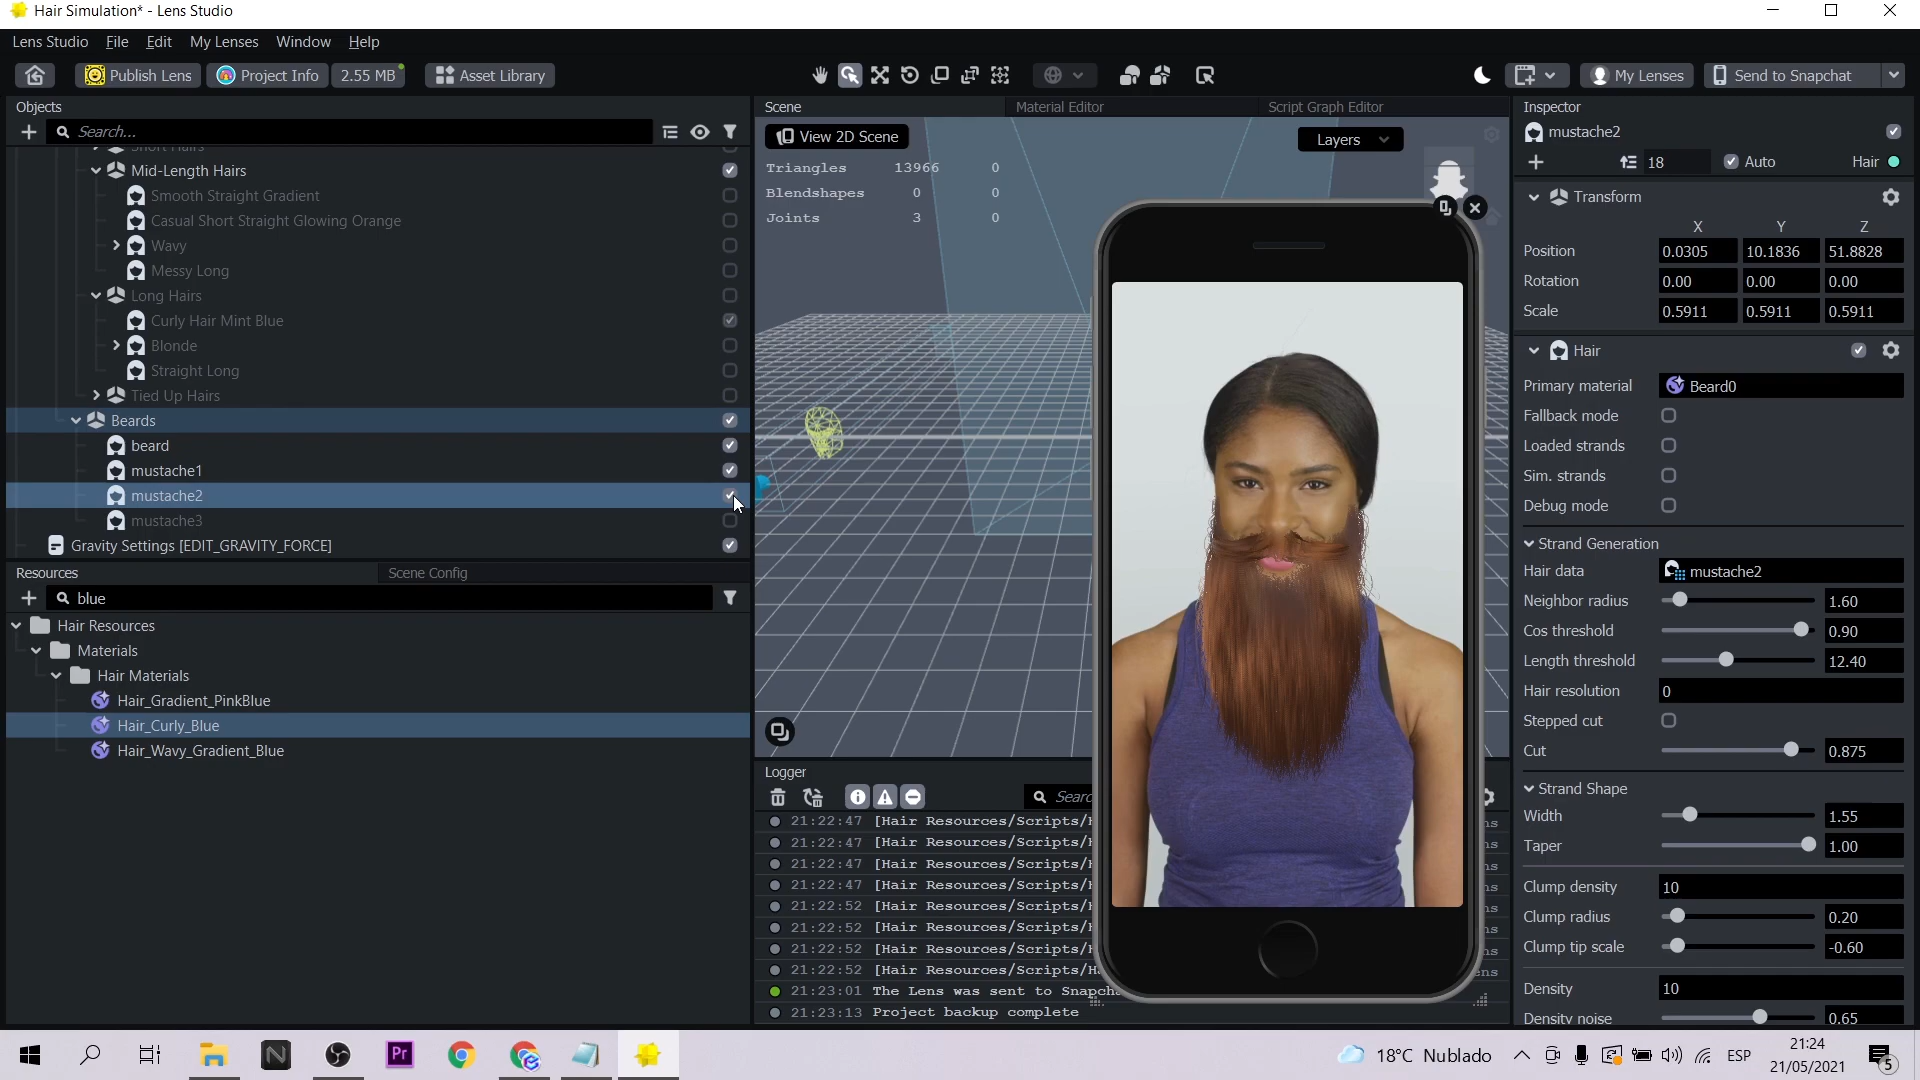 Hair Simulation* - Lens Studio
Lens Studio File Edit My Lenses Window Help
Publish Lens Project Info 2.55 MB Asset Library
My Lenses Send to Snapchat
Objects
Search...
Short Hairs
Mid-Length Hairs
Smooth Straight Gradient
Casual Short Straight Glowing Orange
Wavy
Messy Long
Long Hairs
Curly Hair Mint Blue
Blonde
Straight Long
Tied Up Hairs
Beards
beard
mustache1
mustache2
mustache3
Gravity Settings [EDIT_GRAVITY_FORCE]
Resources Scene Config
blue
Hair Resources
Materials
Hair Materials
Hair_Gradient_PinkBlue
Hair_Curly_Blue
Hair_Wavy_Gradient_Blue
Scene Material Editor Script Graph Editor
View 2D Scene Layers
Triangles 13966 0
Blendshapes 0 0
Joints 3 0
Logger
Searc
21:22:47 [Hair Resources/Scripts/H
21:22:47 [Hair Resources/Scripts/H
21:22:47 [Hair Resources/Scripts/H
21:22:47 [Hair Resources/Scripts/H
21:22:52 [Hair Resources/Scripts/H
21:22:52 [Hair Resources/Scripts/H
21:22:52 [Hair Resources/Scripts/H
21:22:52 [Hair Resources/Scripts/Ha
21:23:01 The Lens was sent to Snapcha
21:23:13 Project backup complete
Inspector
mustache2
18 Auto Hair
Transform
X Y Z
Position 0.0305 10.1836 51.8828
Rotation 0.00 0.00 0.00
Scale 0.5911 0.5911 0.5911
Hair
Primary material Beard0
Fallback mode
Loaded strands
Sim. strands
Debug mode
Strand Generation
Hair data mustache2
Neighbor radius 1.60
Cos threshold 0.90
Length threshold 12.40
Hair resolution 0
Stepped cut
Cut 0.875
Strand Shape
Width 1.55
Taper 1.00
Clump density 10
Clump radius 0.20
Clump tip scale -0.60
Density 10
Density noise 0.65
18°C Nublado ESP 21:24
21/05/2021 5